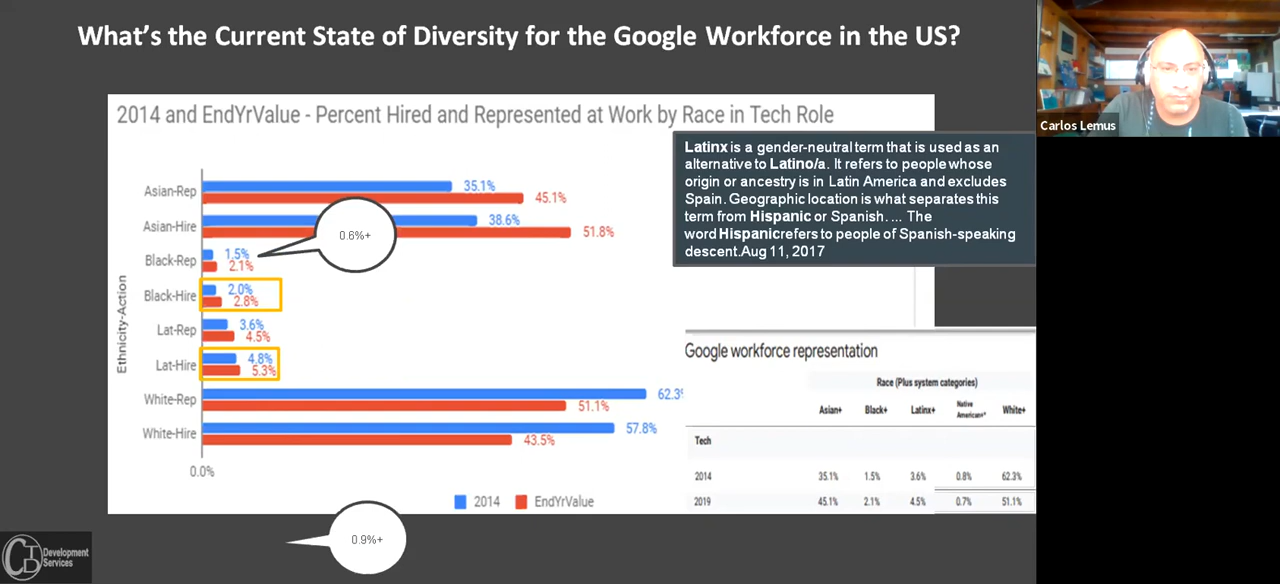 What's the Current State of Diversity for the Google Workforce in the US?
2014 and EndYrValue - Percent Hired and Represented at Work by Race in Tech Role
Ethnicity-Action
Asian-Rep 35.1% 45.1%
Asian-Hire 38.6% 51.8%
Black-Rep 1.5% 2.1%
Black-Hire 2.0% 2.8%
Lat-Rep 3.6% 4.5%
Lat-Hire 4.8% 5.3%
White-Rep 62.3% 51.1%
White-Hire 57.8% 43.5%
0.0%
2014 EndYrValue
0.6%+
0.9%+
Latinx is a gender-neutral term that is used as an
alternative to Latino/a. It refers to people whose
origin or ancestry is in Latin America and excludes
Spain. Geographic location is what separates this
term from Hispanic or Spanish. ... The
word Hispanicrefers to people of Spanish-speaking
descent.Aug 11, 2017
Google workforce representation
Race (Plus system categories)
Asian+ Black+ Latinx+ Native American+* White+
Tech
2014 35.1% 1.5% 3.6% 0.8% 62.3%
2019 45.1% 2.1% 4.5% 0.7% 51.1%
Carlos Lemus
CTD Development
Services